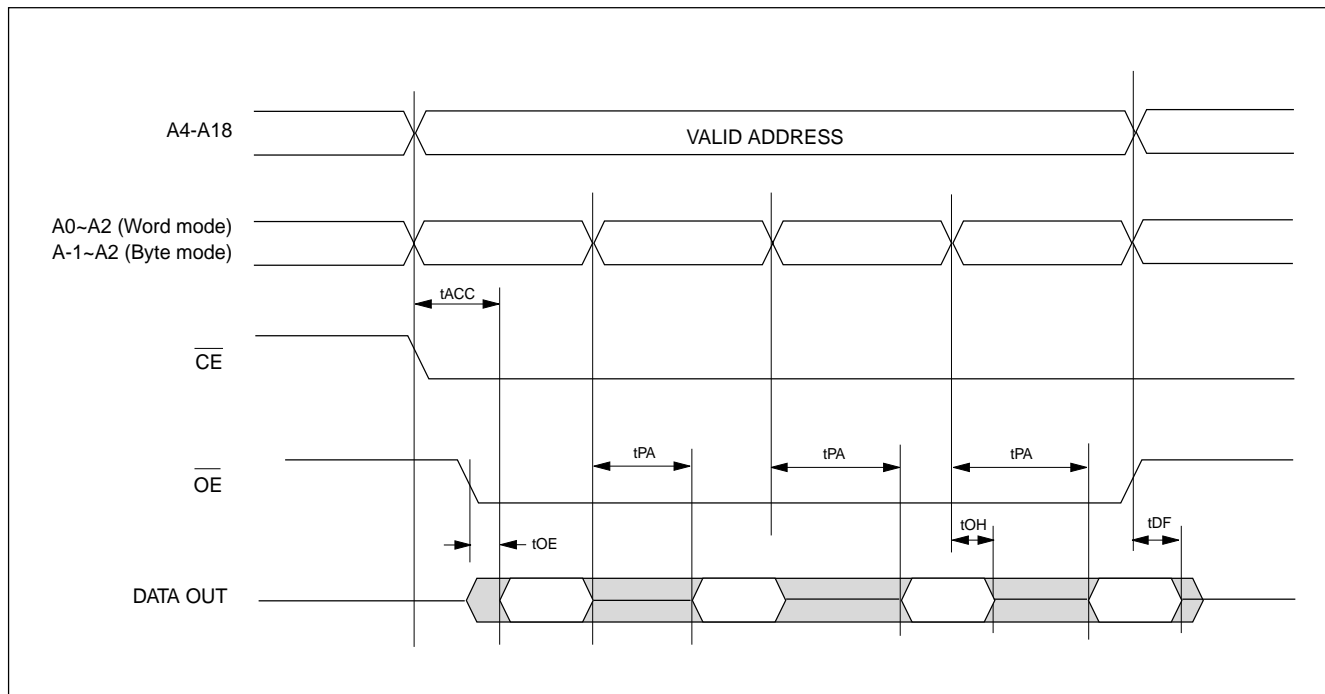 A4-A18
VALID ADDRESS
A0~A2 (Word mode)
A-1~A2 (Byte mode)
tACC
CE
tPA
tPA
tPA
OE
tOH
tDF
tOE
DATA OUT